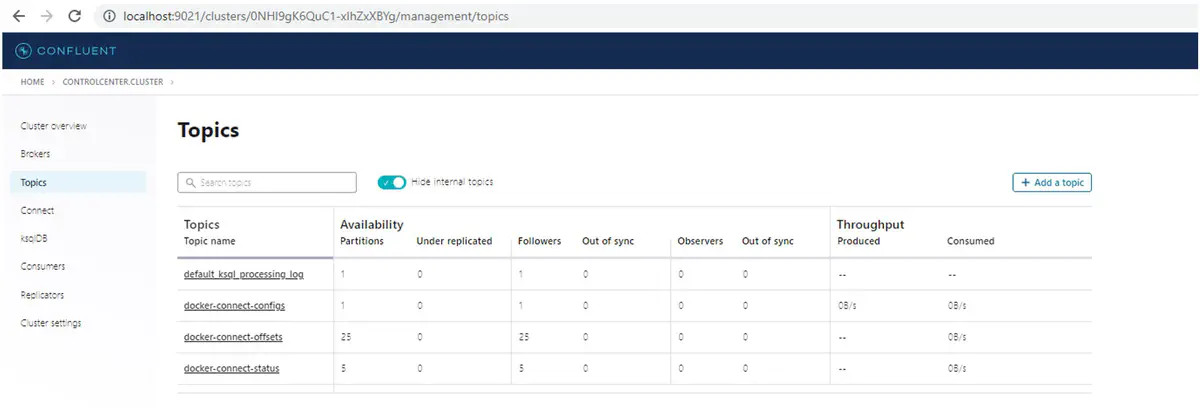 localhost:9021/clusters/0NHI9gK6QuC1-xIhZxXBYg/management/topics
CONFLUENT
HOME > CONTROLCENTER.CLUSTER >
Cluster overview
Brokers
Topics
Connect
ksqlDB
Consumers
Replicators
Cluster settings
Topics
Search topics
Hide internal topics
+ Add a topic
Topics Availability Throughput
Topic name Partitions Under replicated Followers Out of sync Observers Out of sync Produced Consumed
default_ksql_processing_log 1 0 1 0 0 0 -- --
docker-connect-configs 1 0 1 0 0 0 0B/s 0B/s
docker-connect-offsets 25 0 25 0 0 0 -- 0B/s
docker-connect-status 5 0 5 0 0 0 -- 0B/s